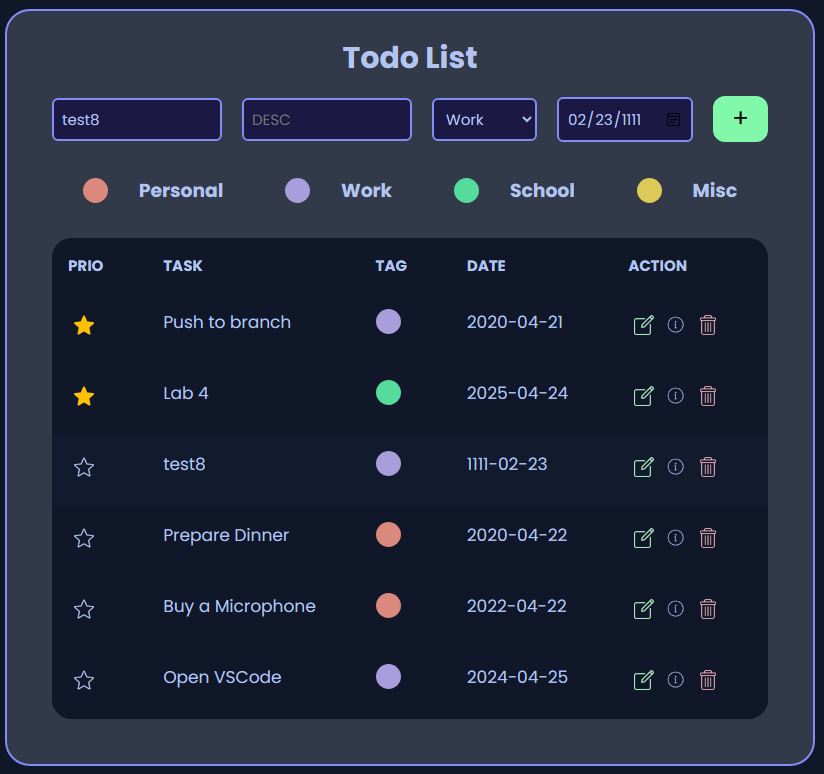 Todo List
test8 DESC Work 02/23/1111 +
Personal Work School Misc
PRIO TASK TAG DATE ACTION
Push to branch 2020-04-21
Lab 4 2025-04-24
test8 1111-02-23
Prepare Dinner 2020-04-22
Buy a Microphone 2022-04-22
Open VSCode 2024-04-25